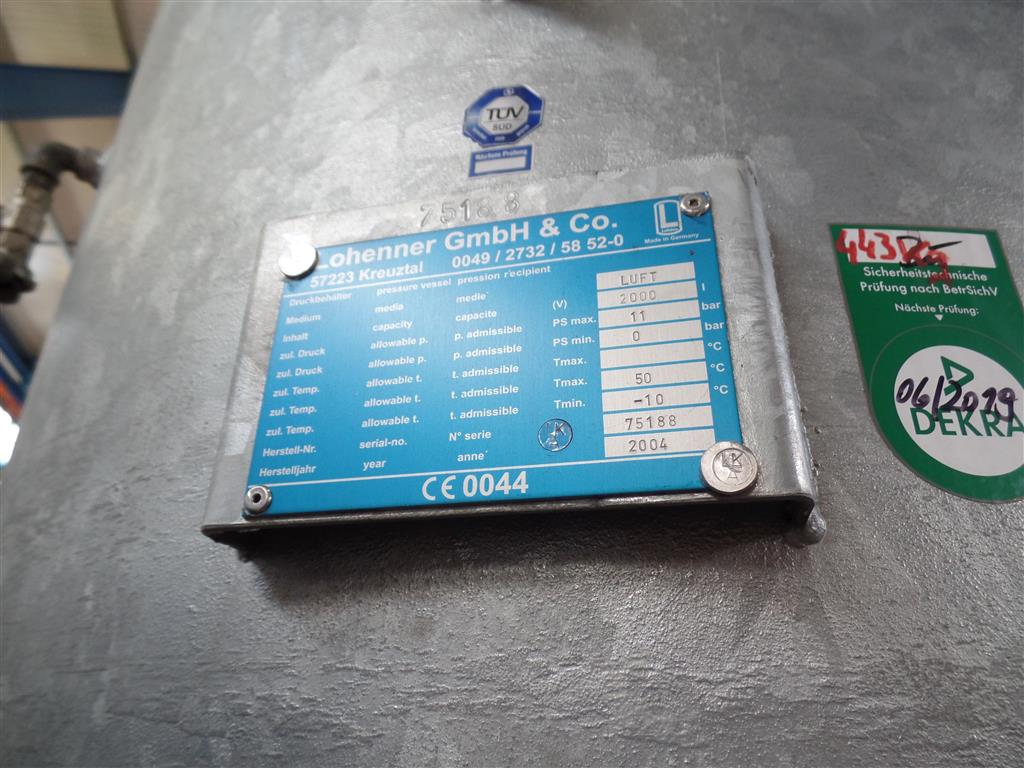 TÜV
SÜD
Nächste Prüfung
75188
Lohenner GmbH & Co.
57223 Kreuztal 0049 / 2732 / 58 52-0
L
Made in Germany
Druckbehälter pressure vessel pression recipient
Medium media medie LUFT
Inhalt capacity capacite (V) 2000 l
zul. Druck allowable p. p. admissible PS max. 11 bar
zul. Druck allowable p. p. admissible PS min. 0 bar
zul. Temp. allowable t. t. admissible Tmax. °C
zul. Temp. allowable t. t. admissible Tmax. 50 °C
zul. Temp. allowable t. t. admissible Tmin. -10 °C
Herstell-Nr. serial-no. N° serie 75188
Herstelljahr year anne´ 2004
CE 0044
443 kg
Sicherheitstechnische
Prüfung nach BetrSichV
Nächste Prüfung:
06/2019
DEKRA